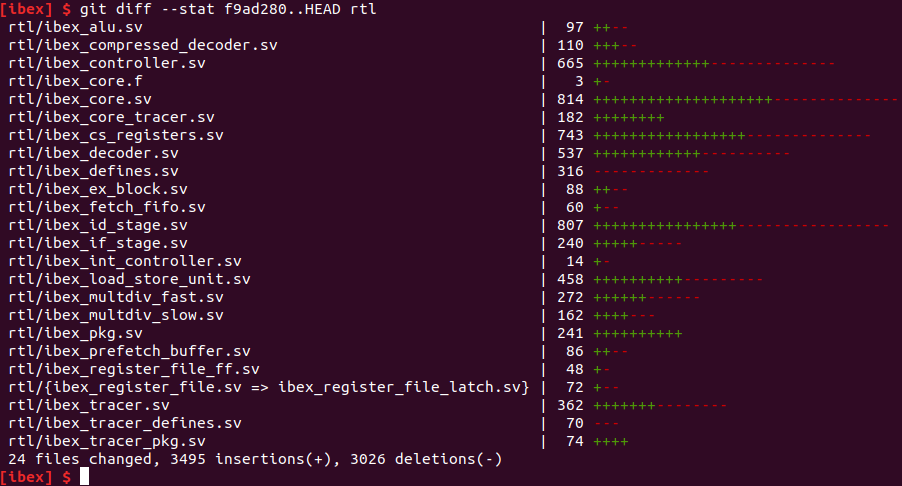 [ibex] $ git diff --stat f9ad280..HEAD rtl
rtl/ibex_alu.sv | 97 ++--
rtl/ibex_compressed_decoder.sv | 110 +++--
rtl/ibex_controller.sv | 665 +++++++++++++--------------
rtl/ibex_core.f | 3 +-
rtl/ibex_core.sv | 814 ++++++++++++++++++++--------------
rtl/ibex_core_tracer.sv | 182 ++++++++
rtl/ibex_cs_registers.sv | 743 +++++++++++++++++--------------
rtl/ibex_decoder.sv | 537 ++++++++++++----------
rtl/ibex_defines.sv | 316 -------------
rtl/ibex_ex_block.sv | 88 ++--
rtl/ibex_fetch_fifo.sv | 60 +--
rtl/ibex_id_stage.sv | 807 ++++++++++++++++-----------------
rtl/ibex_if_stage.sv | 240 +++++-----
rtl/ibex_int_controller.sv | 14 +-
rtl/ibex_load_store_unit.sv | 458 ++++++++++---------
rtl/ibex_multdiv_fast.sv | 272 ++++++------
rtl/ibex_multdiv_slow.sv | 162 ++++---
rtl/ibex_pkg.sv | 241 ++++++++++
rtl/ibex_prefetch_buffer.sv | 86 ++--
rtl/ibex_register_file_ff.sv | 48 +-
rtl/{ibex_register_file.sv => ibex_register_file_latch.sv} | 72 +--
rtl/ibex_tracer.sv | 362 +++++++--------
rtl/ibex_tracer_defines.sv | 70 ---
rtl/ibex_tracer_pkg.sv | 74 ++++
24 files changed, 3495 insertions(+), 3026 deletions(-)
[ibex] $